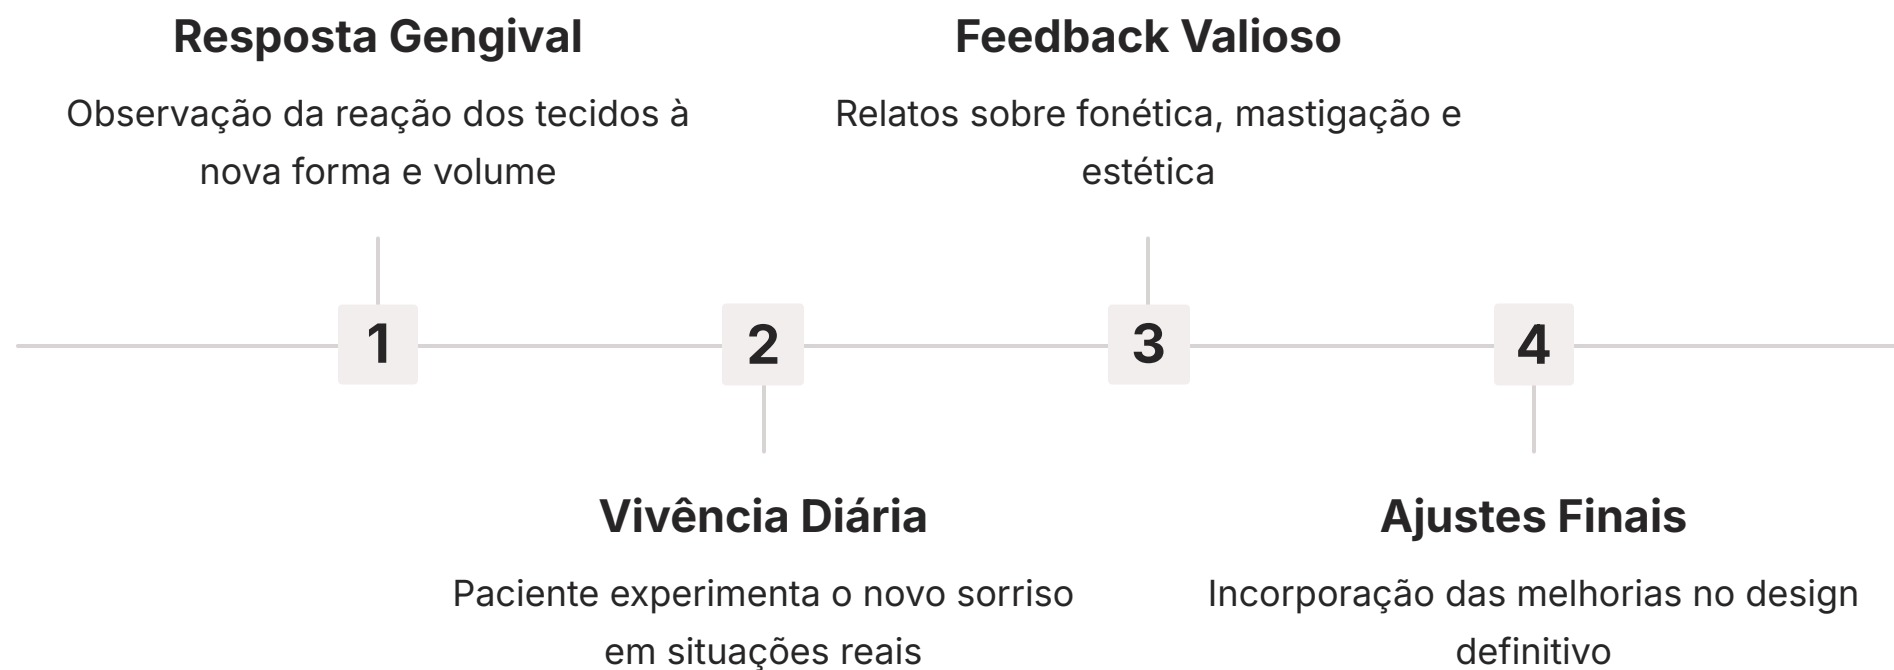 Resposta Gengival
Observação da reação dos tecidos à
nova forma e volume
Feedback Valioso
Relatos sobre fonética, mastigação e
estética
1
2
3
4
Vivência Diária
Paciente experimenta o novo sorriso
em situações reais
Ajustes Finais
Incorporação das melhorias no design
definitivo